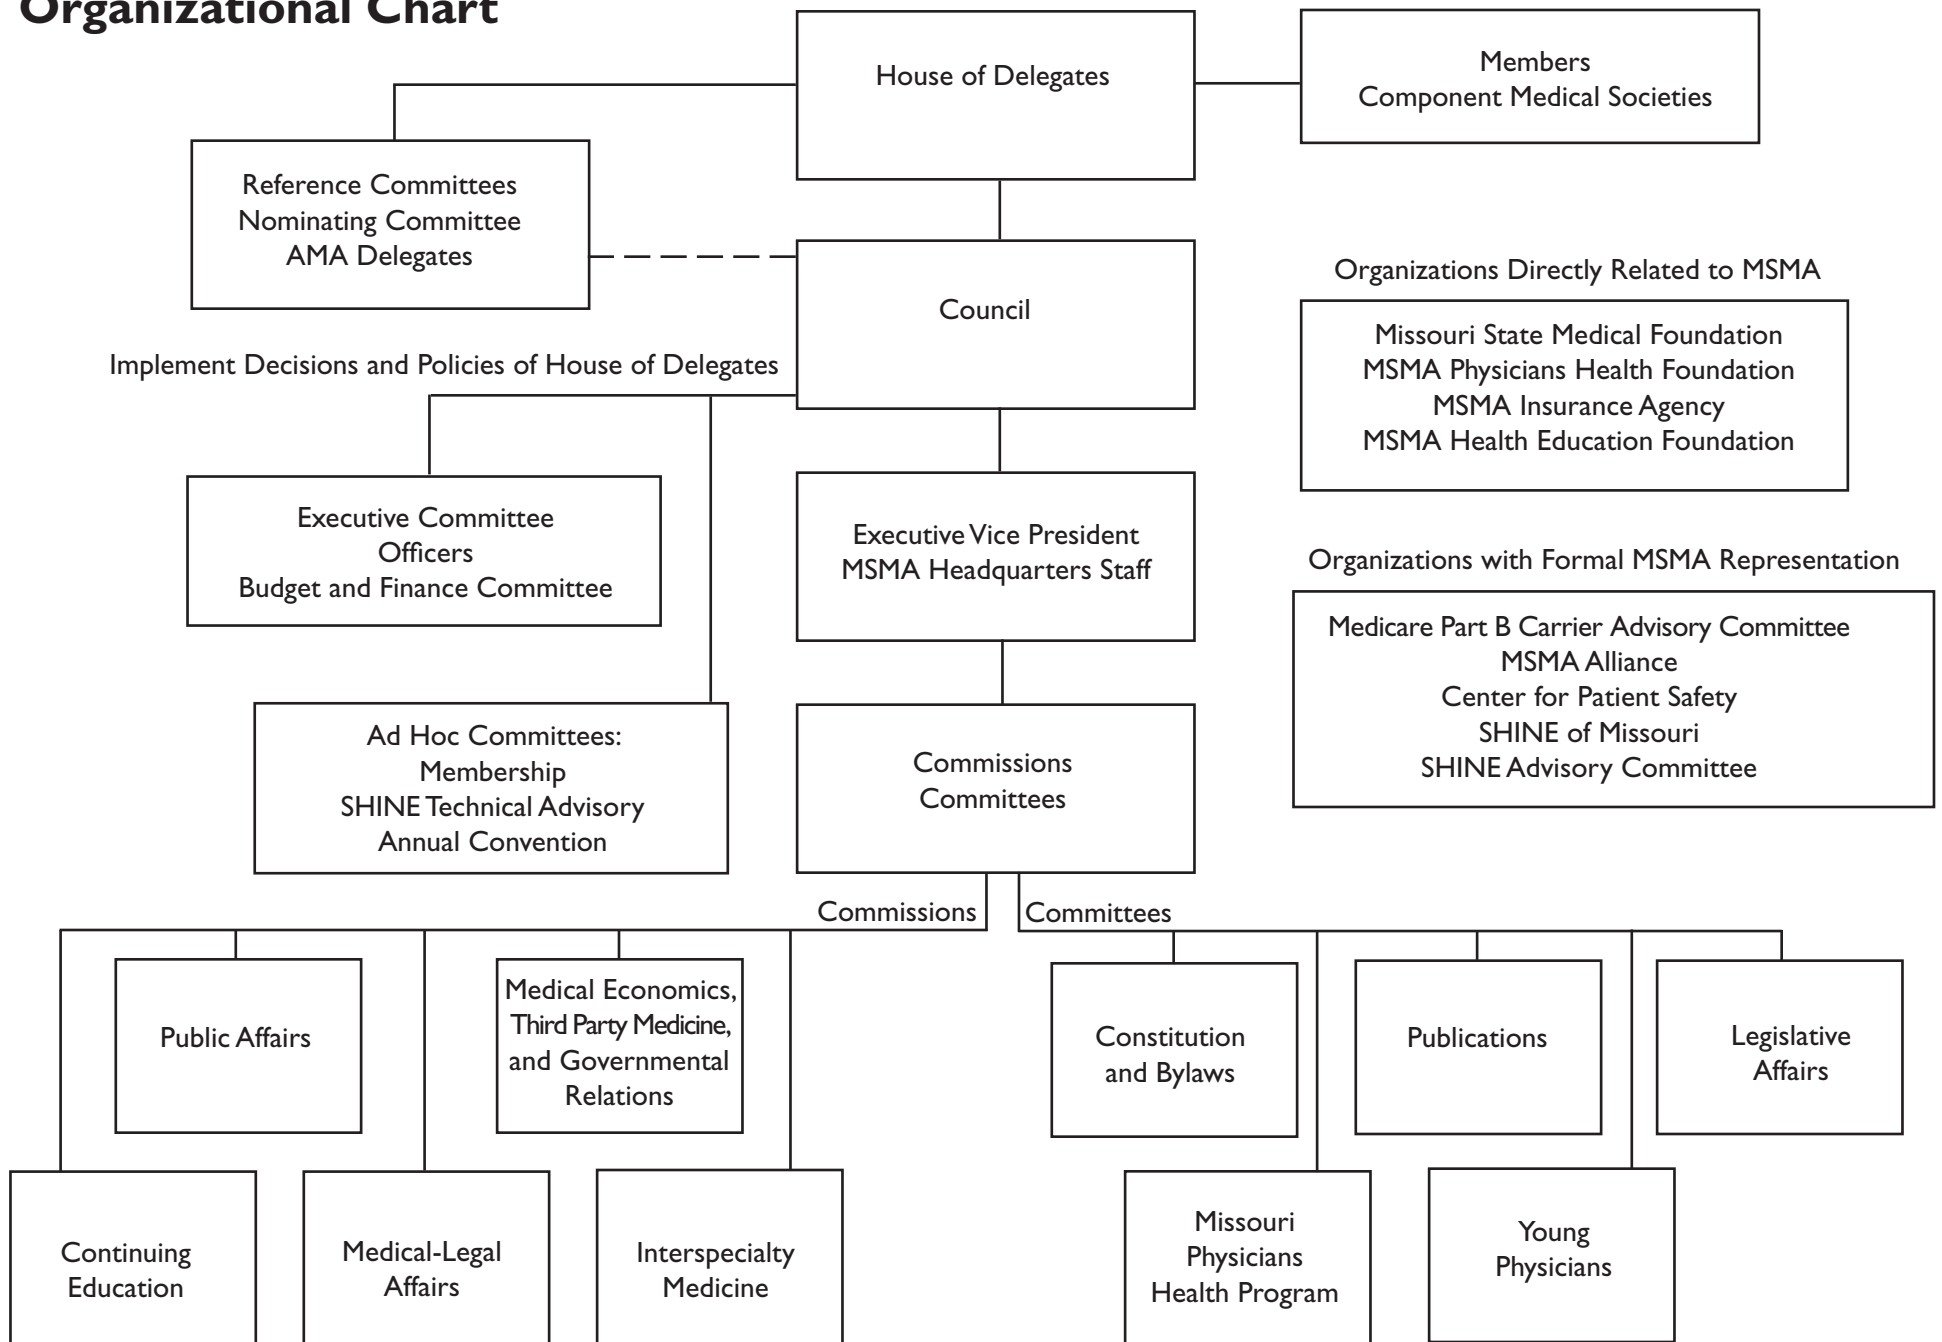 Organizational Chart
House of Delegates
Members
Component Medical Societies
Reference Committees
Nominating Committee
AMA Delegates
Council
Organizations Directly Related to MSMA
Missouri State Medical Foundation
MSMA Physicians Health Foundation
MSMA Insurance Agency
MSMA Health Education Foundation
Implement Decisions and Policies of House of Delegates
Executive Committee
Officers
Budget and Finance Committee
Executive Vice President
MSMA Headquarters Staff
Organizations with Formal MSMA Representation
Medicare Part B Carrier Advisory Committee
MSMA Alliance
Center for Patient Safety
SHINE of Missouri
SHINE Advisory Committee
Ad Hoc Committees:
Membership
SHINE Technical Advisory
Annual Convention
Commissions
Committees
Commissions
Committees
Public Affairs
Medical Economics,
Third Party Medicine,
and Governmental
Relations
Constitution
and Bylaws
Publications
Legislative
Affairs
Continuing
Education
Medical-Legal
Affairs
Interspecialty
Medicine
Missouri
Physicians
Health Program
Young
Physicians